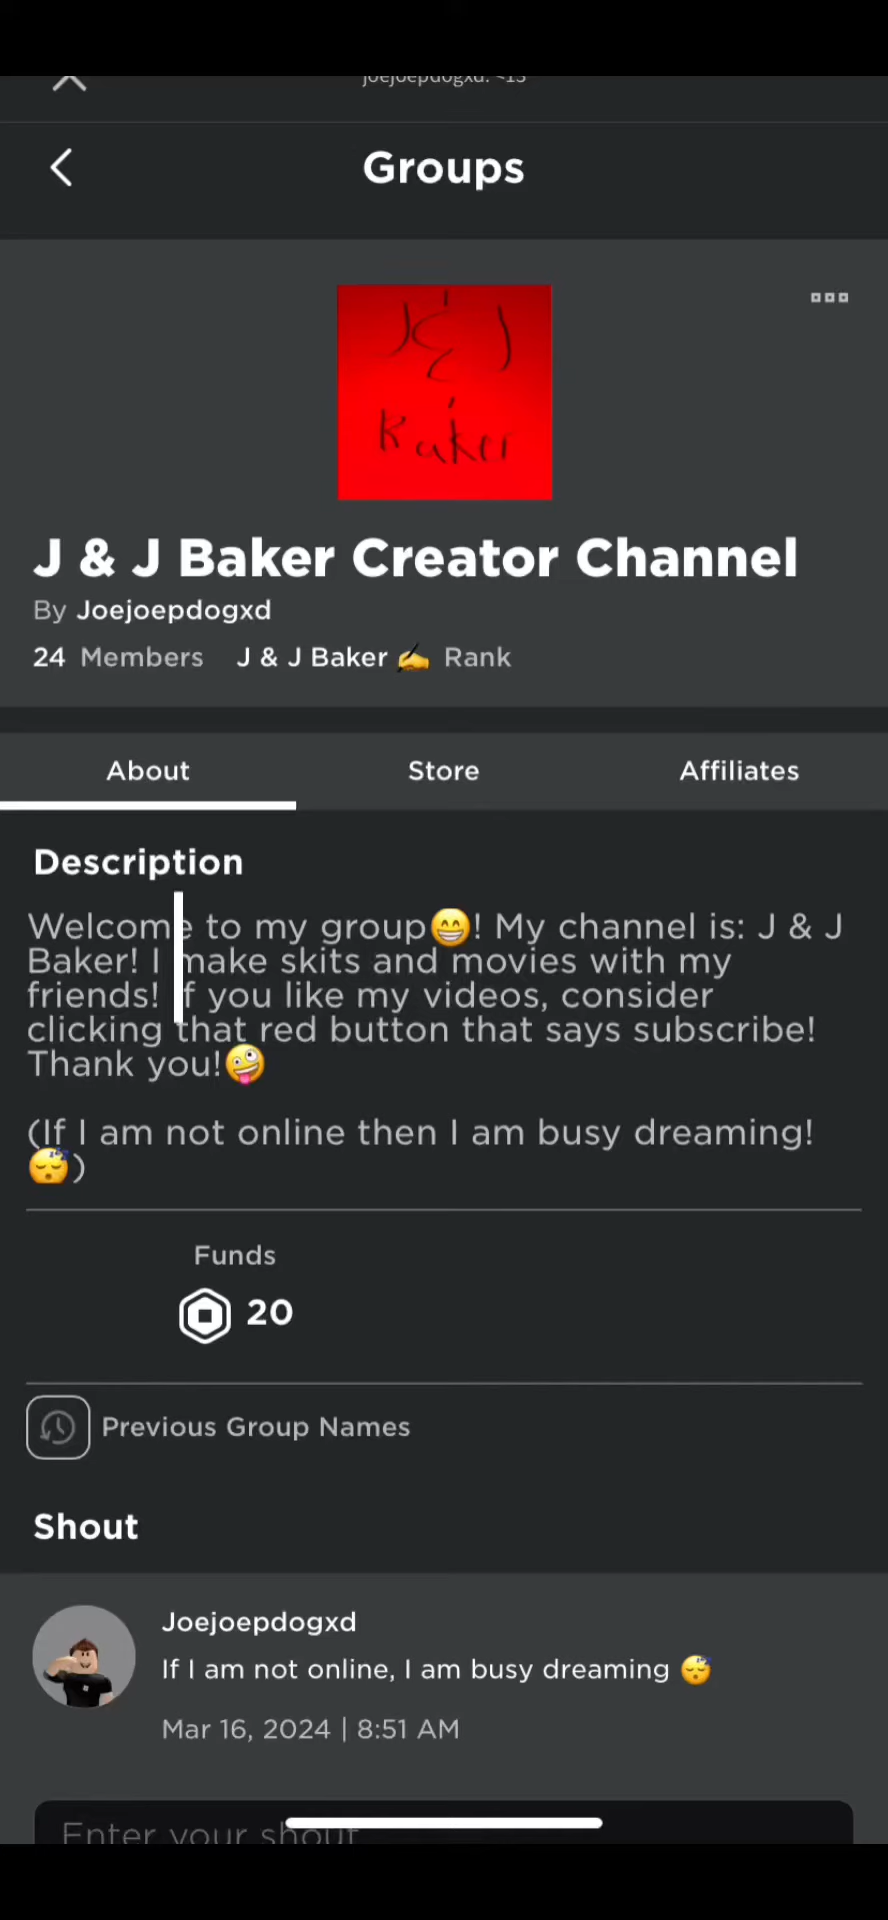 joejoepdogxd: <13
Groups
J & J
Baker
J & J Baker Creator Channel
By Joejoepdogxd
24 Members J & J Baker ✍️ Rank
About Store Affiliates
Description
Welcome to my group😁! My channel is: J & J
Baker! I make skits and movies with my
friends! If you like my videos, consider
clicking that red button that says subscribe!
Thank you!🤪
(If I am not online then I am busy dreaming!
😴)
Funds
20
Previous Group Names
Shout
Joejoepdogxd
If I am not online, I am busy dreaming 😴
Mar 16, 2024 | 8:51 AM
Enter your shout